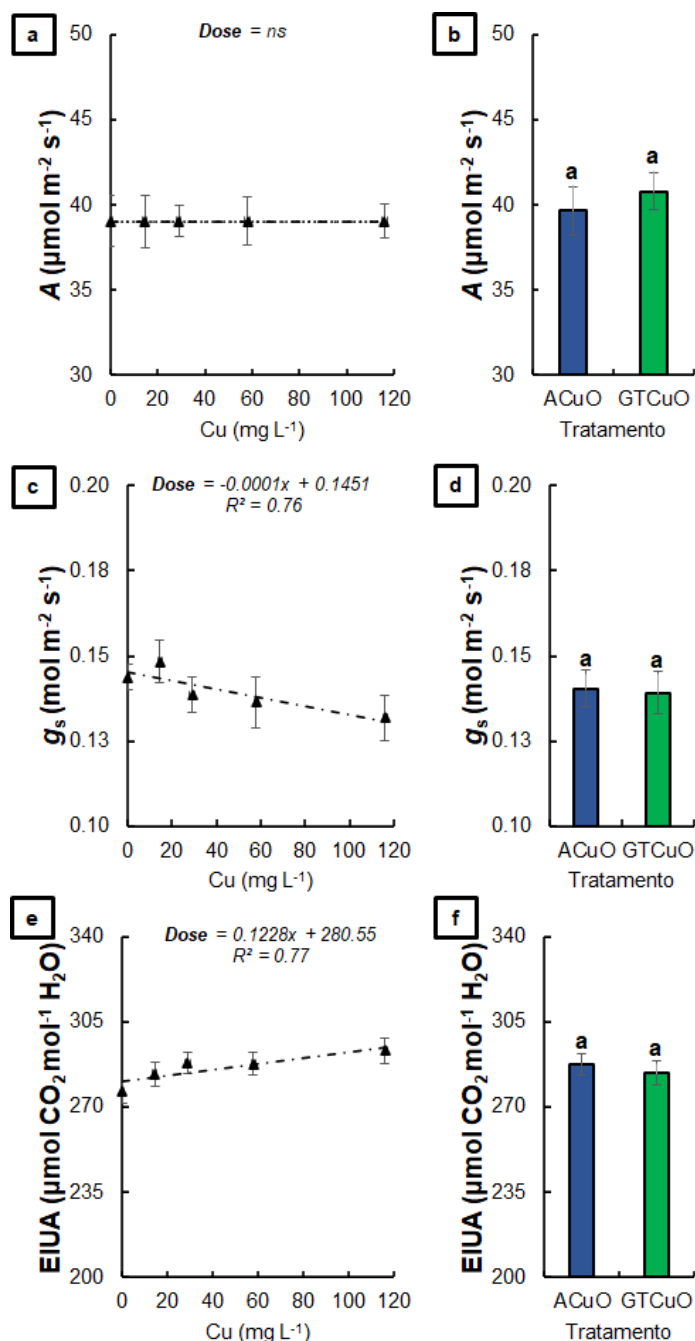 a
Dose = ns
A (µmol m⁻² s⁻¹)
50
45
40
35
30
0 20 40 60 80 100 120
Cu (mg L⁻¹)
b
A (µmol m⁻² s⁻¹)
50
45
40
35
30
a a
ACuO GTCuO
Tratamento
c
Dose = -0.0001x + 0.1451
R² = 0.76
gs (mol m⁻² s⁻¹)
0.20
0.18
0.15
0.13
0.10
0 20 40 60 80 100 120
Cu (mg L⁻¹)
d
gs (mol m⁻² s⁻¹)
0.20
0.18
0.15
0.13
0.10
a a
ACuO GTCuO
Tratamento
e
Dose = 0.1228x + 280.55
R² = 0.77
EIUA (µmol CO₂ mol⁻¹ H₂O)
340
305
270
235
200
0 20 40 60 80 100 120
Cu (mg L⁻¹)
f
EIUA (µmol CO₂ mol⁻¹ H₂O)
340
305
270
235
200
a a
ACuO GTCuO
Tratamento